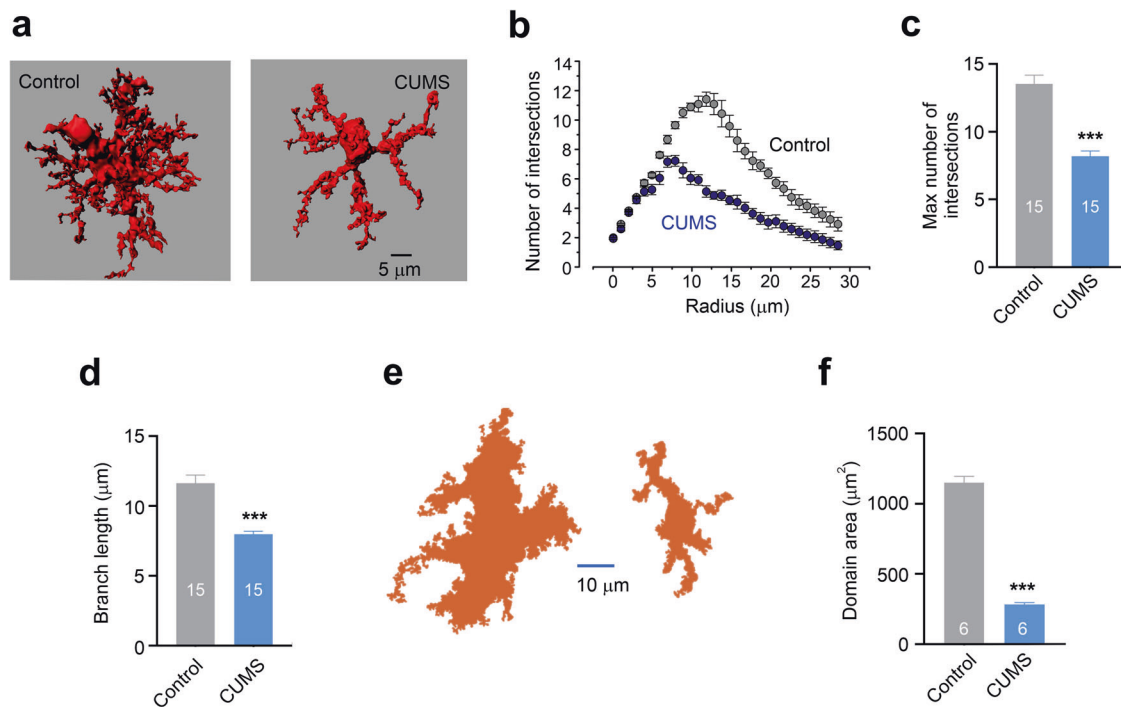 a
Control
CUMS
5 μm
b
Number of intersections
14
12
10
8
6
4
2
0
Control
CUMS
0
5
10
15
20
25
30
Radius (μm)
c
Max number of
intersections
15
10
5
0
15
15
***
Control
CUMS
d
Branch length (μm)
15
10
5
0
15
15
***
Control
CUMS
e
10 μm
f
Domain area (μm²)
1500
1000
500
0
6
6
***
Control
CUMS